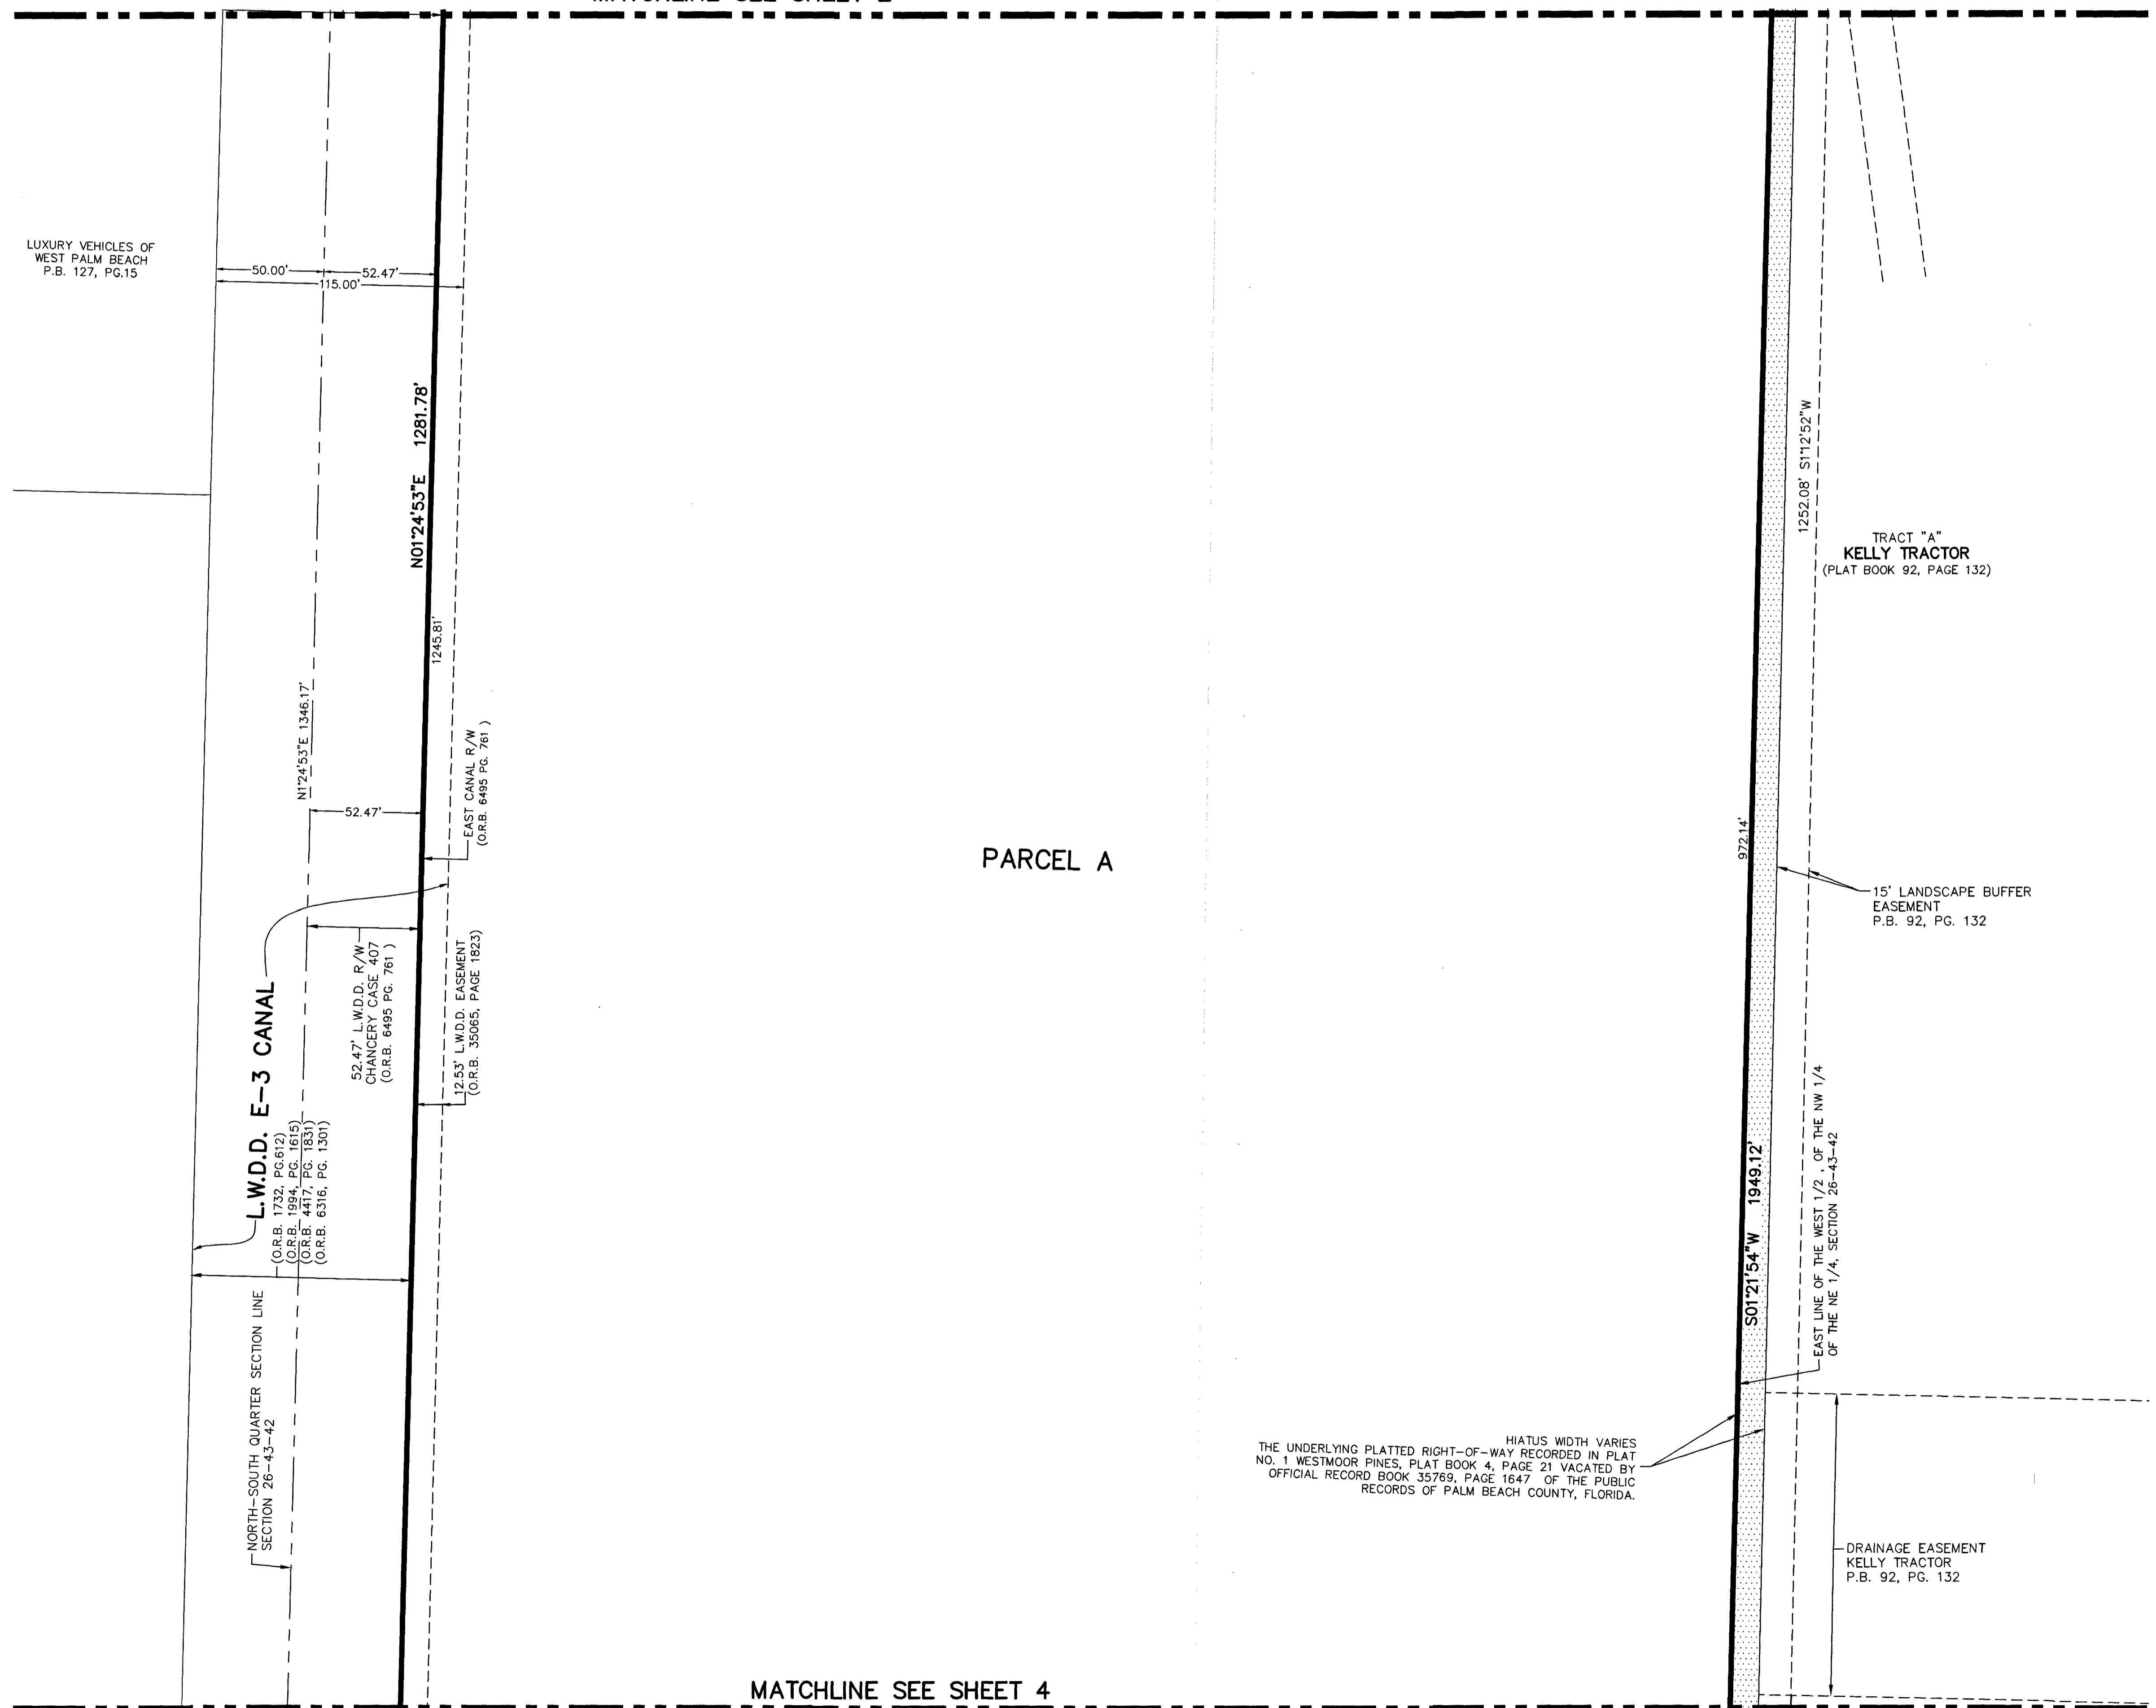 LUXURY VEHICLES OF
WEST PALM BEACH
P.B. 127, PG.15
50.00'
52.47'
115.00'
N01°24'53"E 1281.78'
1245.81'
N1°24'53"E 1346.17'
52.47'
EAST CANAL R/W
(O.R.B. 6495 PG. 761 )
L.W.D.D. E-3 CANAL
(O.R.B. 1732, PG.612)
(O.R.B. 1994, PG. 1615)
(O.R.B. 4417, PG. 1831)
(O.R.B. 6316, PG. 1301)
52.47' L.W.D.D. R/W
CHANCERY CASE 407
(O.R.B. 6495 PG. 761 )
12.53' L.W.D.D. EASEMENT
(O.R.B. 35065, PAGE 1823)
NORTH-SOUTH QUARTER SECTION LINE
SECTION 26-43-42
PARCEL A
1252.08' S1°12'52"W
TRACT "A"
KELLY TRACTOR
(PLAT BOOK 92, PAGE 132)
972.14'
15' LANDSCAPE BUFFER
EASEMENT
P.B. 92, PG. 132
S01°21'54"W 1949.12'
EAST LINE OF THE WEST 1/2 , OF THE NW 1/4
OF THE NE 1/4, SECTION 26-43-42
HIATUS WIDTH VARIES
THE UNDERLYING PLATTED RIGHT-OF-WAY RECORDED IN PLAT
NO. 1 WESTMOOR PINES, PLAT BOOK 4, PAGE 21 VACATED BY
OFFICIAL RECORD BOOK 35769, PAGE 1647 OF THE PUBLIC
RECORDS OF PALM BEACH COUNTY, FLORIDA.
DRAINAGE EASEMENT
KELLY TRACTOR
P.B. 92, PG. 132
MATCHLINE SEE SHEET 4